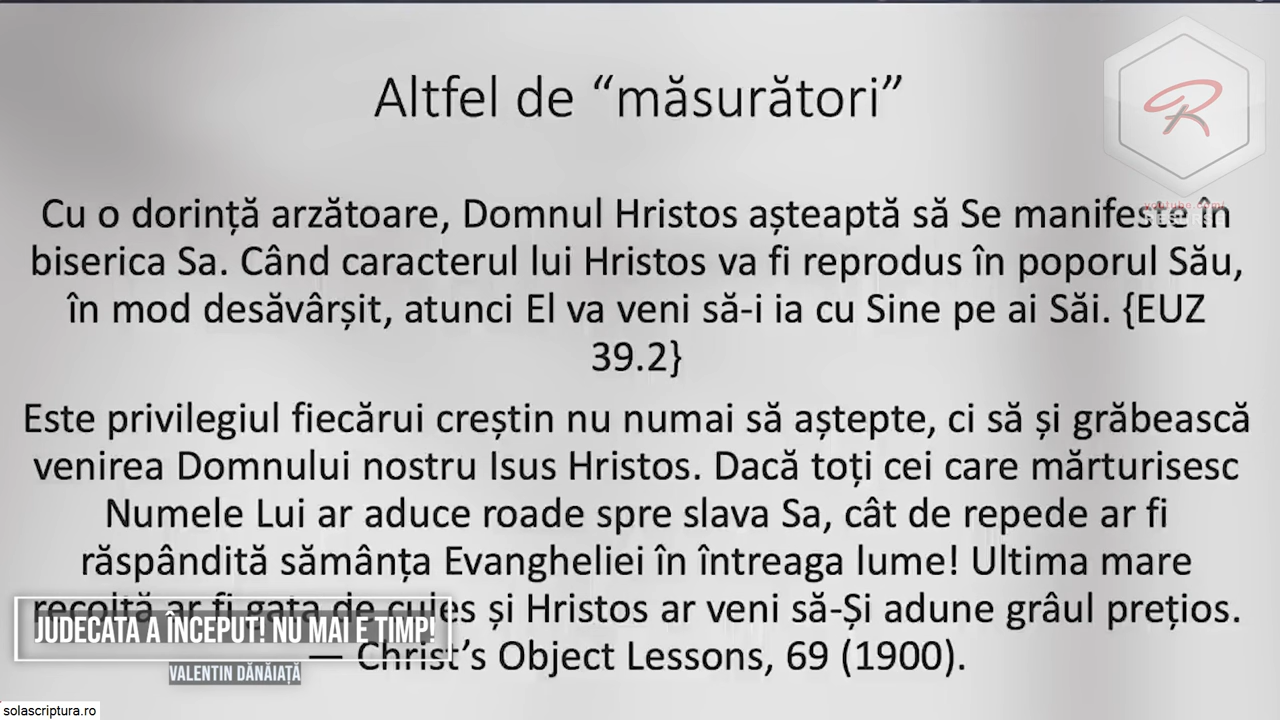 Altfel de “măsurători”
Cu o dorință arzătoare, Domnul Hristos așteaptă să Se manifeste în
youtube.com/
RESURSE
biserica Sa. Când caracterul lui Hristos va fi reprodus în poporul Său,
în mod desăvârșit, atunci El va veni să-i ia cu Sine pe ai Săi. {EUZ
39.2}
Este privilegiul fiecărui creștin nu numai să aștepte, ci să și grăbească
venirea Domnului nostru Isus Hristos. Dacă toți cei care mărturisesc
Numele Lui ar aduce roade spre slava Sa, cât de repede ar fi
răspândită sămânța Evangheliei în întreaga lume! Ultima mare
recoltă ar fi gata de cules și Hristos ar veni să-Și adune grâul prețios.
JUDECATA A ÎNCEPUT! NU MAI E TIMP!
— Christ’s Object Lessons, 69 (1900).
VALENTIN DĂNĂIAȚĂ
solascriptura.ro